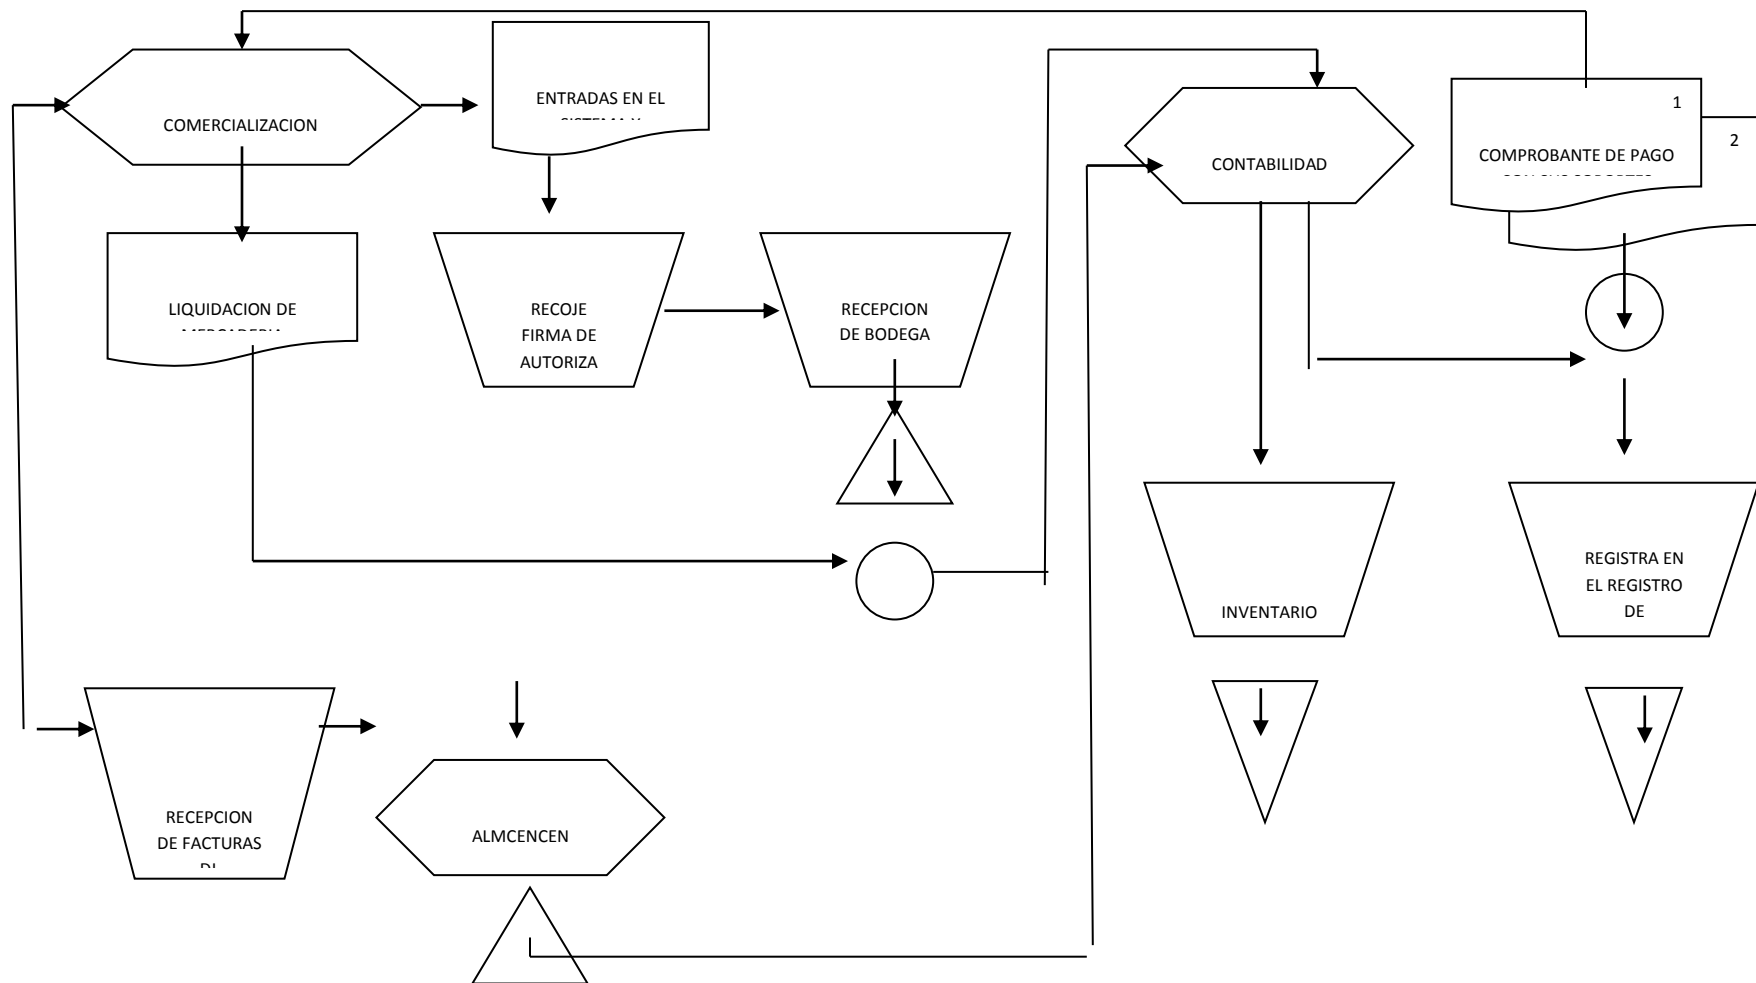 ENTRADAS EN EL
COMERCIALIZACION
1
2
COMPROBANTE DE PAGO
CONTABILIDAD
LIQUIDACION DE
RECOJE
FIRMA DE
AUTORIZA
RECEPCION
DE BODEGA
INVENTARIO
REGISTRA EN
EL REGISTRO
DE
RECEPCION
DE FACTURAS
ALMCENCEN